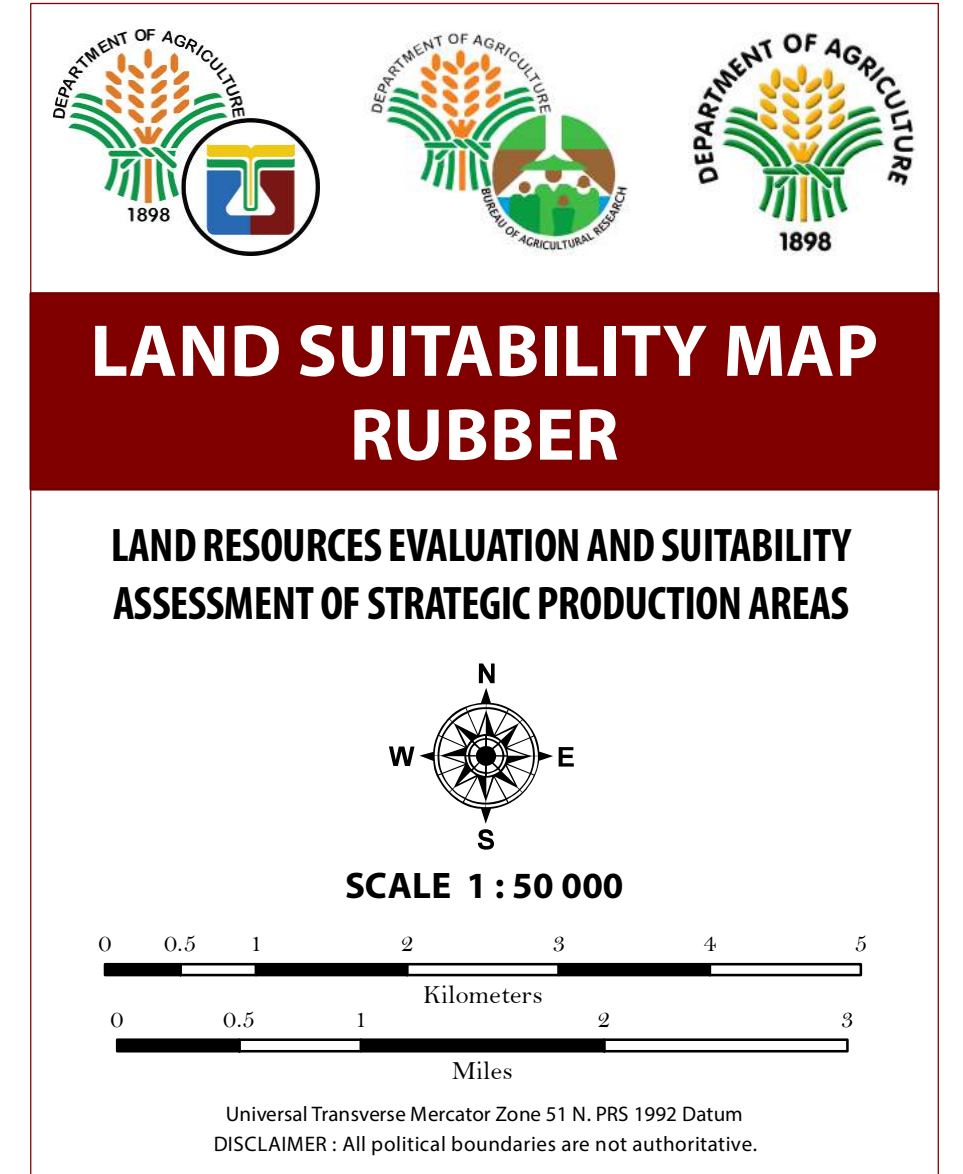 DEPARTMENT OF AGRICULTURE
1898
DEPARTMENT OF AGRICULTURE
BUREAU OF AGRICULTURAL RESEARCH
DEPARTMENT OF AGRICULTURE
1898
LAND SUITABILITY MAP
RUBBER
LAND RESOURCES EVALUATION AND SUITABILITY
ASSESSMENT OF STRATEGIC PRODUCTION AREAS
N
W E
S
SCALE 1 : 50 000
0 0.5 1 2 3 4 5
Kilometers
0 0.5 1 2 3
Miles
Universal Transverse Mercator Zone 51 N. PRS 1992 Datum
DISCLAIMER : All political boundaries are not authoritative.